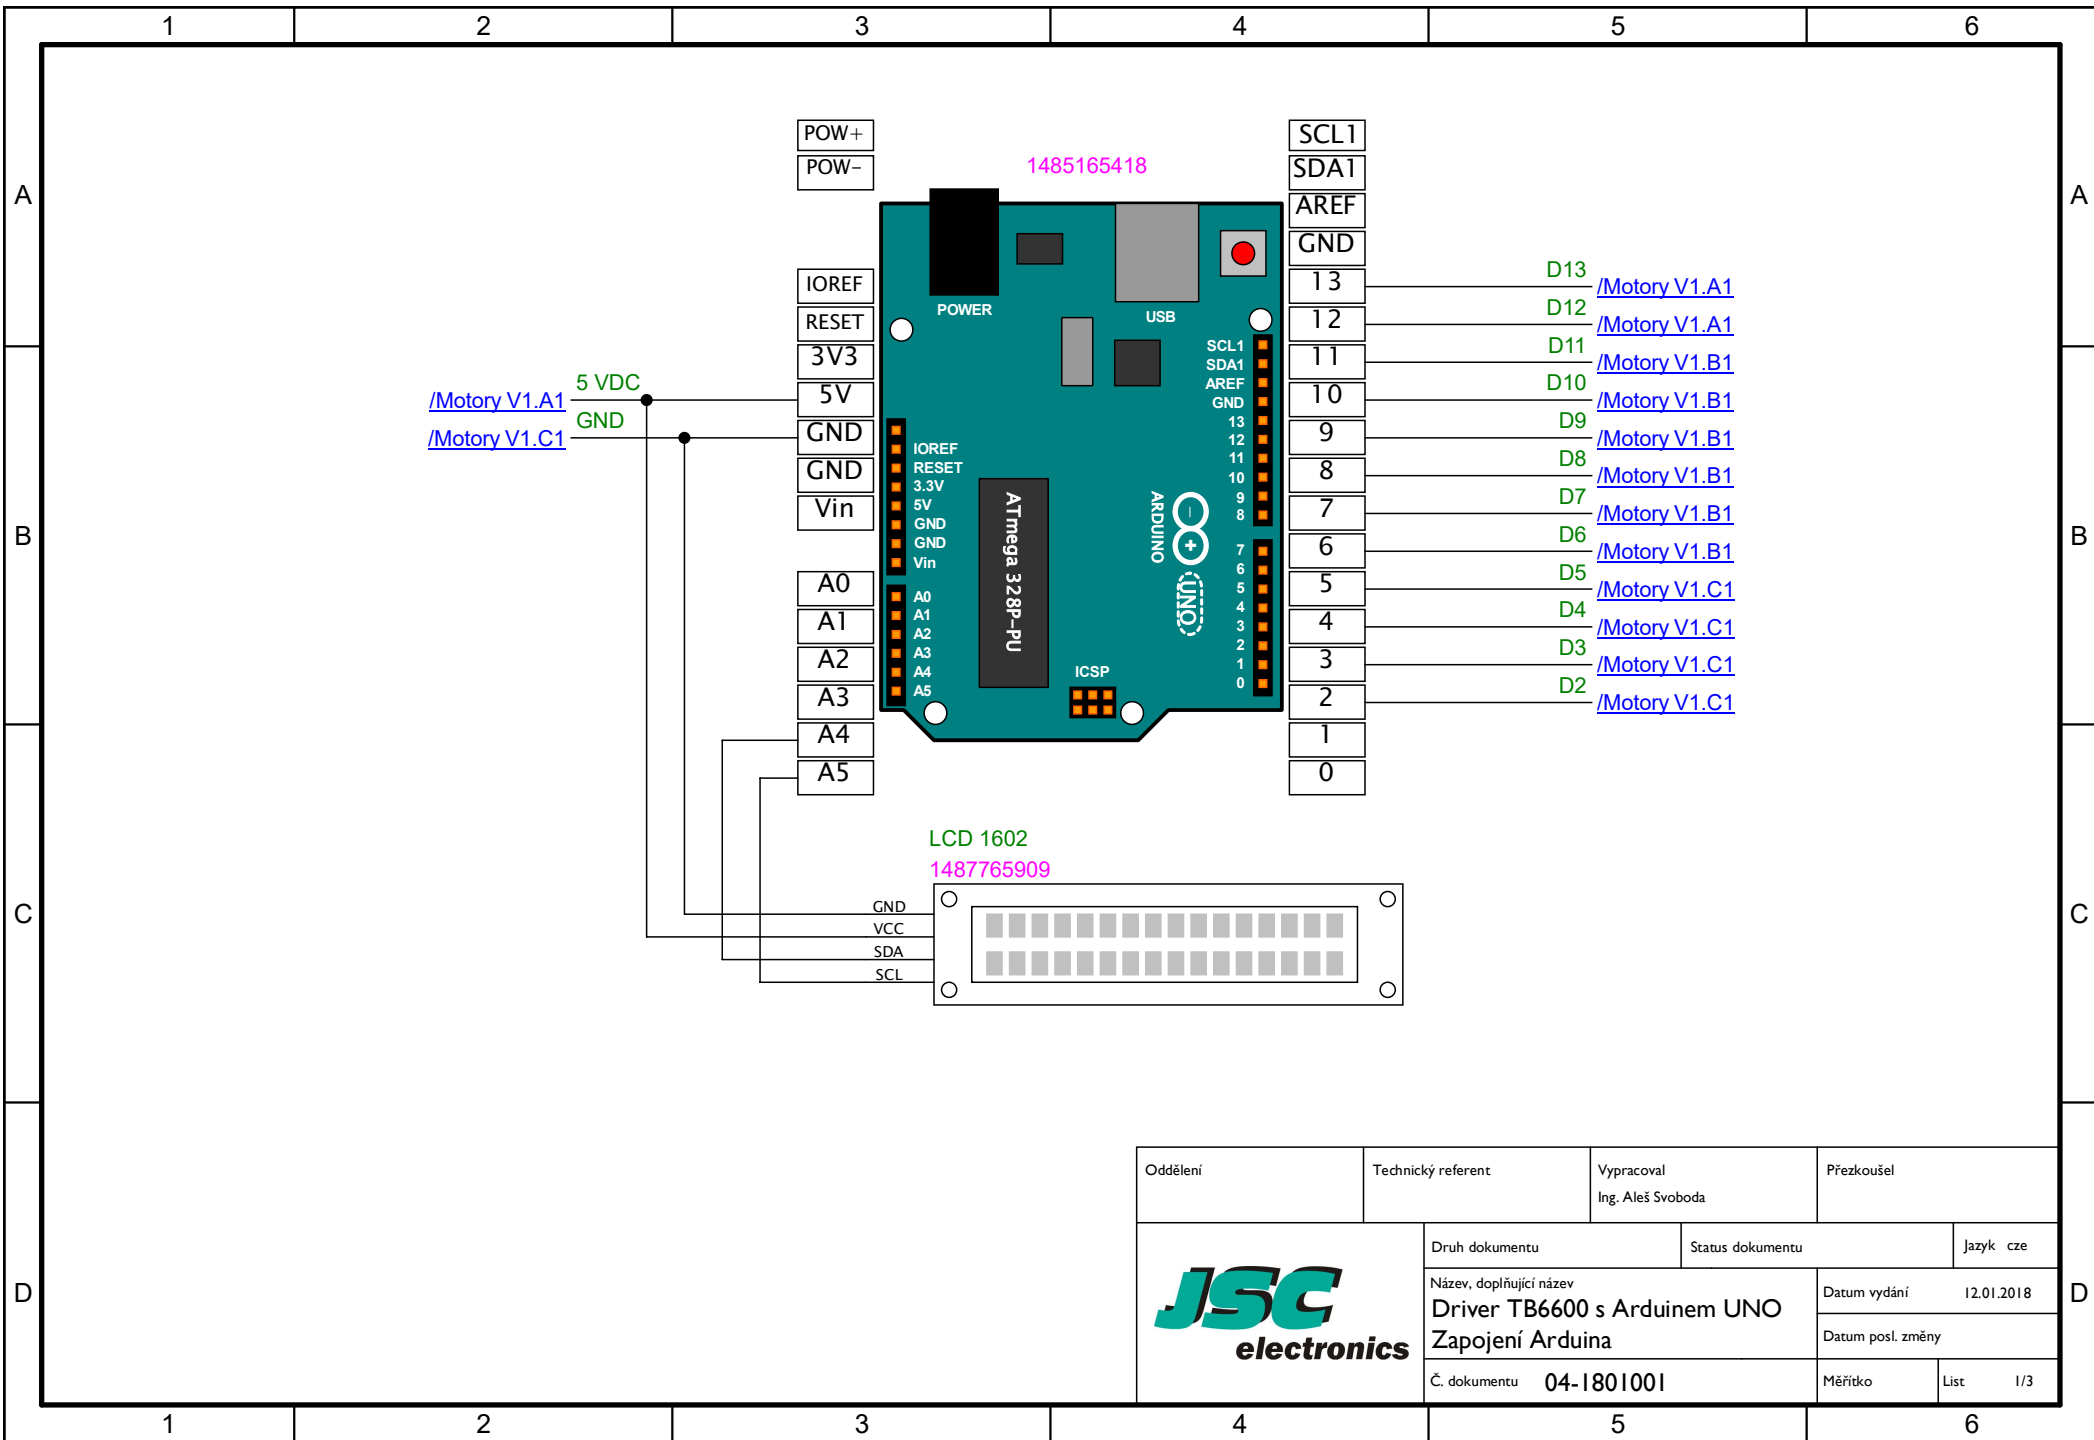 1 2 3 4 5 6
A A
B B
C C
D D
POW+
POW-
IOREF
RESET
3V3
5V
GND
GND
Vin
A0
A1
A2
A3
A4
A5
1485165418
SCL1
SDA1
AREF
GND
13
12
11
10
9
8
7
6
5
4
3
2
1
0
5 VDC
/Motory V1.A1
GND
/Motory V1.C1
D13
/Motory V1.A1
D12
/Motory V1.A1
D11
/Motory V1.B1
D10
/Motory V1.B1
D9
/Motory V1.B1
D8
/Motory V1.B1
D7
/Motory V1.B1
D6
/Motory V1.B1
D5
/Motory V1.C1
D4
/Motory V1.C1
D3
/Motory V1.C1
D2
/Motory V1.C1
POWER
USB
IOREF
RESET
3.3V
5V
GND
GND
Vin
A0
A1
A2
A3
A4
A5
ATmega 328P-PU
ARDUINO
UNO
ICSP
SCL1
SDA1
AREF
GND
13
12
11
10
9
8
7
6
5
4
3
2
1
0
LCD 1602
1487765909
GND
VCC
SDA
SCL
Oddělení
Technický referent
Vypracoval
Ing. Aleš Svoboda
Přezkoušel
JSC
electronics
Druh dokumentu
Status dokumentu
Jazyk cze
Název, doplňující název
Driver TB6600 s Arduinem UNO
Zapojení Arduina
Datum vydání 12.01.2018
Datum posl. změny
Č. dokumentu 04-1801001
Měřítko
List 1/3
1 2 3 4 5 6